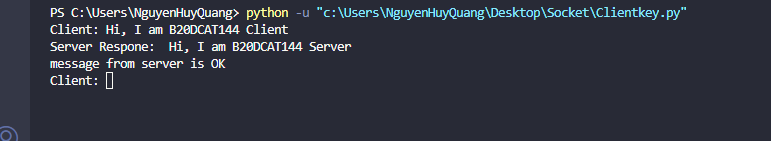 PS C:\Users\NguyenHuyQuang> python -u "c:\Users\NguyenHuyQuang\Desktop\Socket\Clientkey.py"
Client: Hi, I am B20DCAT144 Client
Server Respone:  Hi, I am B20DCAT144 Server
message from server is OK
Client: